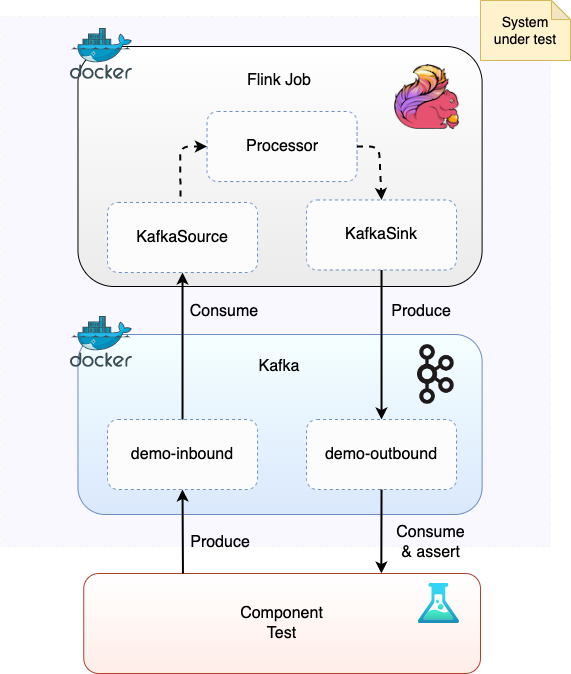 System
under test
docker
Flink Job
Processor
KafkaSource
KafkaSink
Consume
Produce
docker
Kafka
demo-inbound
demo-outbound
Produce
Consume
& assert
Component
Test